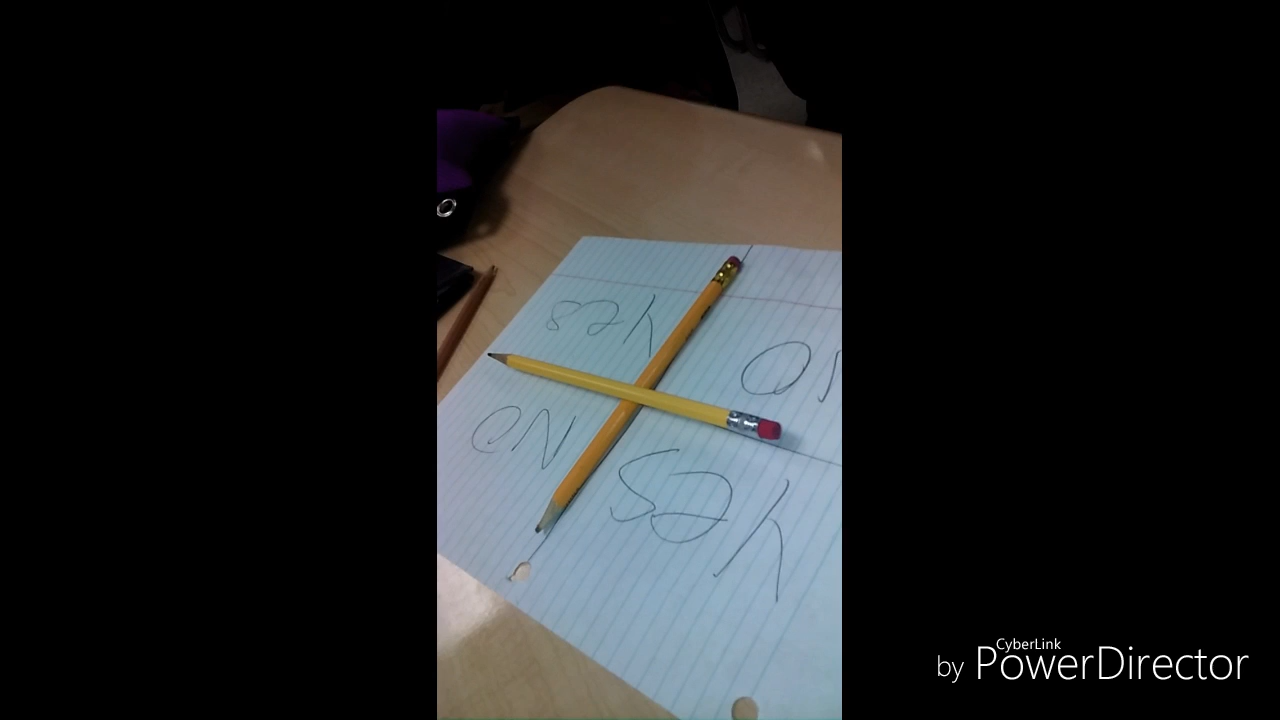 Yes
NO
NO
YES
CyberLink
by PowerDirector